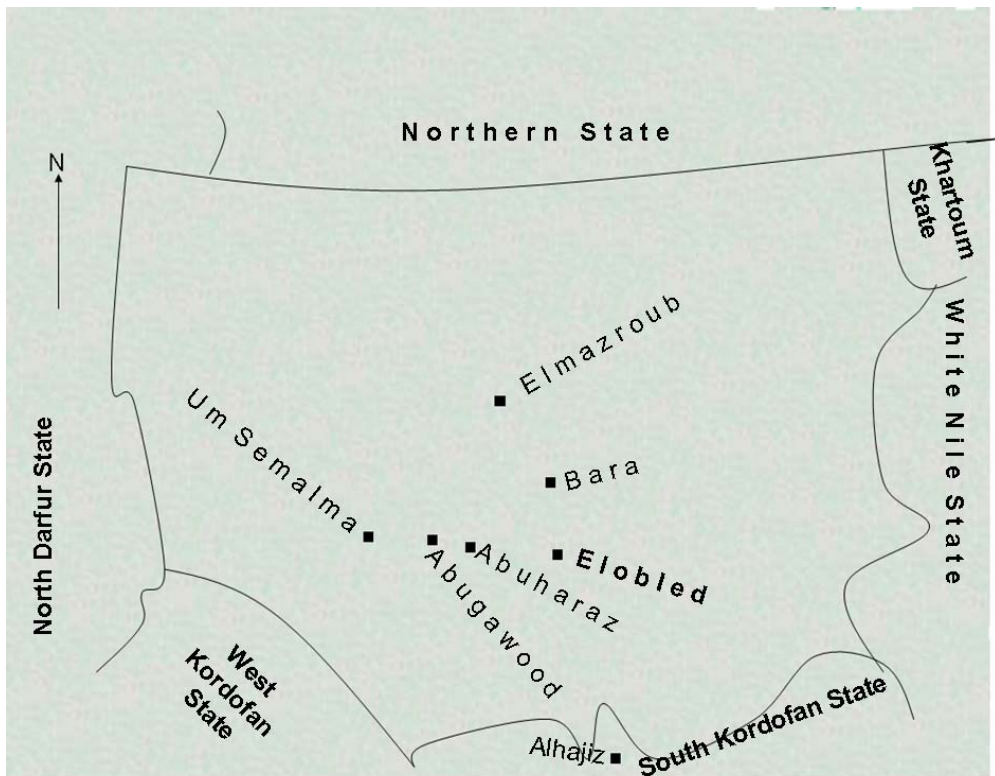 Northern State
N
Khartoum
State
Elmazroub
White Nile State
Um Semalma
North Darfur State
Bara
Elobled
Abuharaz
Abugawood
West
Kordofan
State
South Kordofan State
Alhajiz